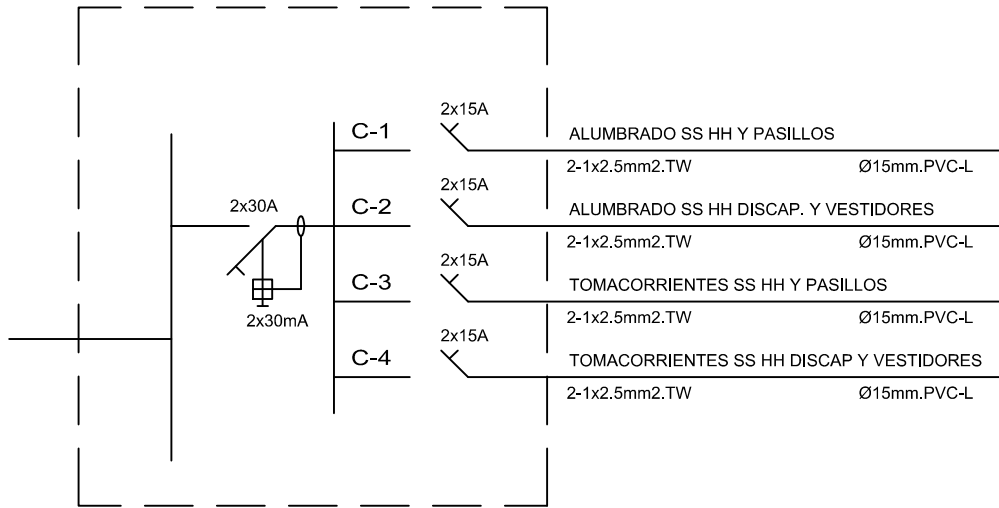 2x15A
C-1
ALUMBRADO SS HH Y PASILLOS
2-1x2.5mm2.TW Ø15mm.PVC-L
2x15A
2x30A
C-2
ALUMBRADO SS HH DISCAP. Y VESTIDORES
2-1x2.5mm2.TW Ø15mm.PVC-L
2x15A
C-3
TOMACORRIENTES SS HH Y PASILLOS
2x30mA
2-1x2.5mm2.TW Ø15mm.PVC-L
2x15A
C-4
TOMACORRIENTES SS HH DISCAP Y VESTIDORES
2-1x2.5mm2.TW Ø15mm.PVC-L